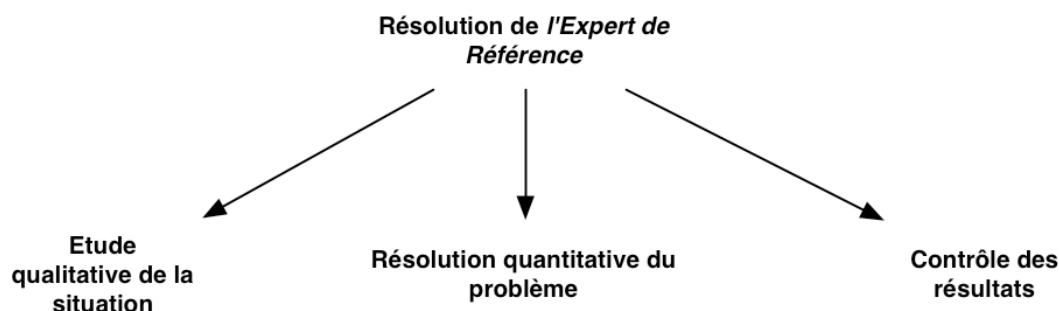 Résolution de l'Expert de
Référence
Etude
qualitative de la
situation
Résolution quantitative du
problème
Contrôle des
résultats